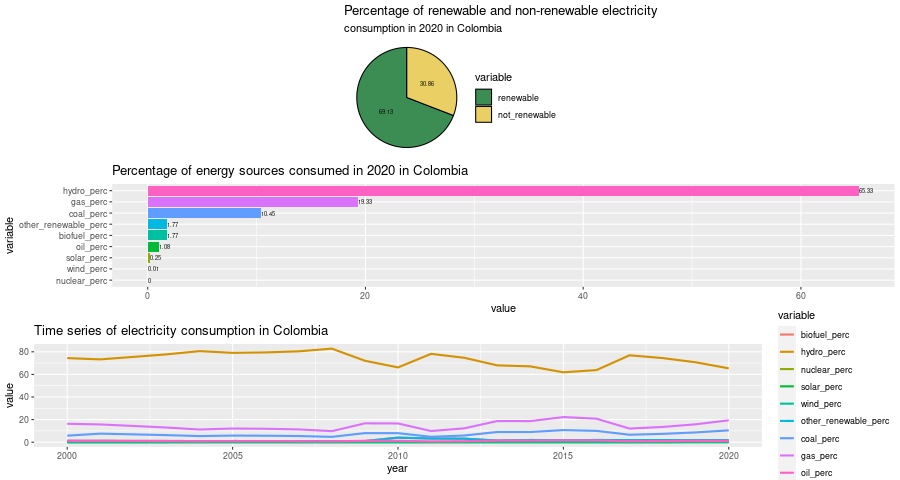 Percentage of renewable and non-renewable electricity
consumption in 2020 in Colombia
variable
renewable
not_renewable
30.86
69.13
Percentage of energy sources consumed in 2020 in Colombia
variable
hydro_perc
65.33
gas_perc
19.33
coal_perc
10.45
other_renewable_perc
1.77
biofuel_perc
1.77
oil_perc
1.08
solar_perc
0.25
wind_perc
0.01
nuclear_perc
0
0 20 40 60
value
Time series of electricity consumption in Colombia
value
80
60
40
20
0
2000 2005 2010 2015 2020
year
variable
biofuel_perc
hydro_perc
nuclear_perc
solar_perc
wind_perc
other_renewable_perc
coal_perc
gas_perc
oil_perc